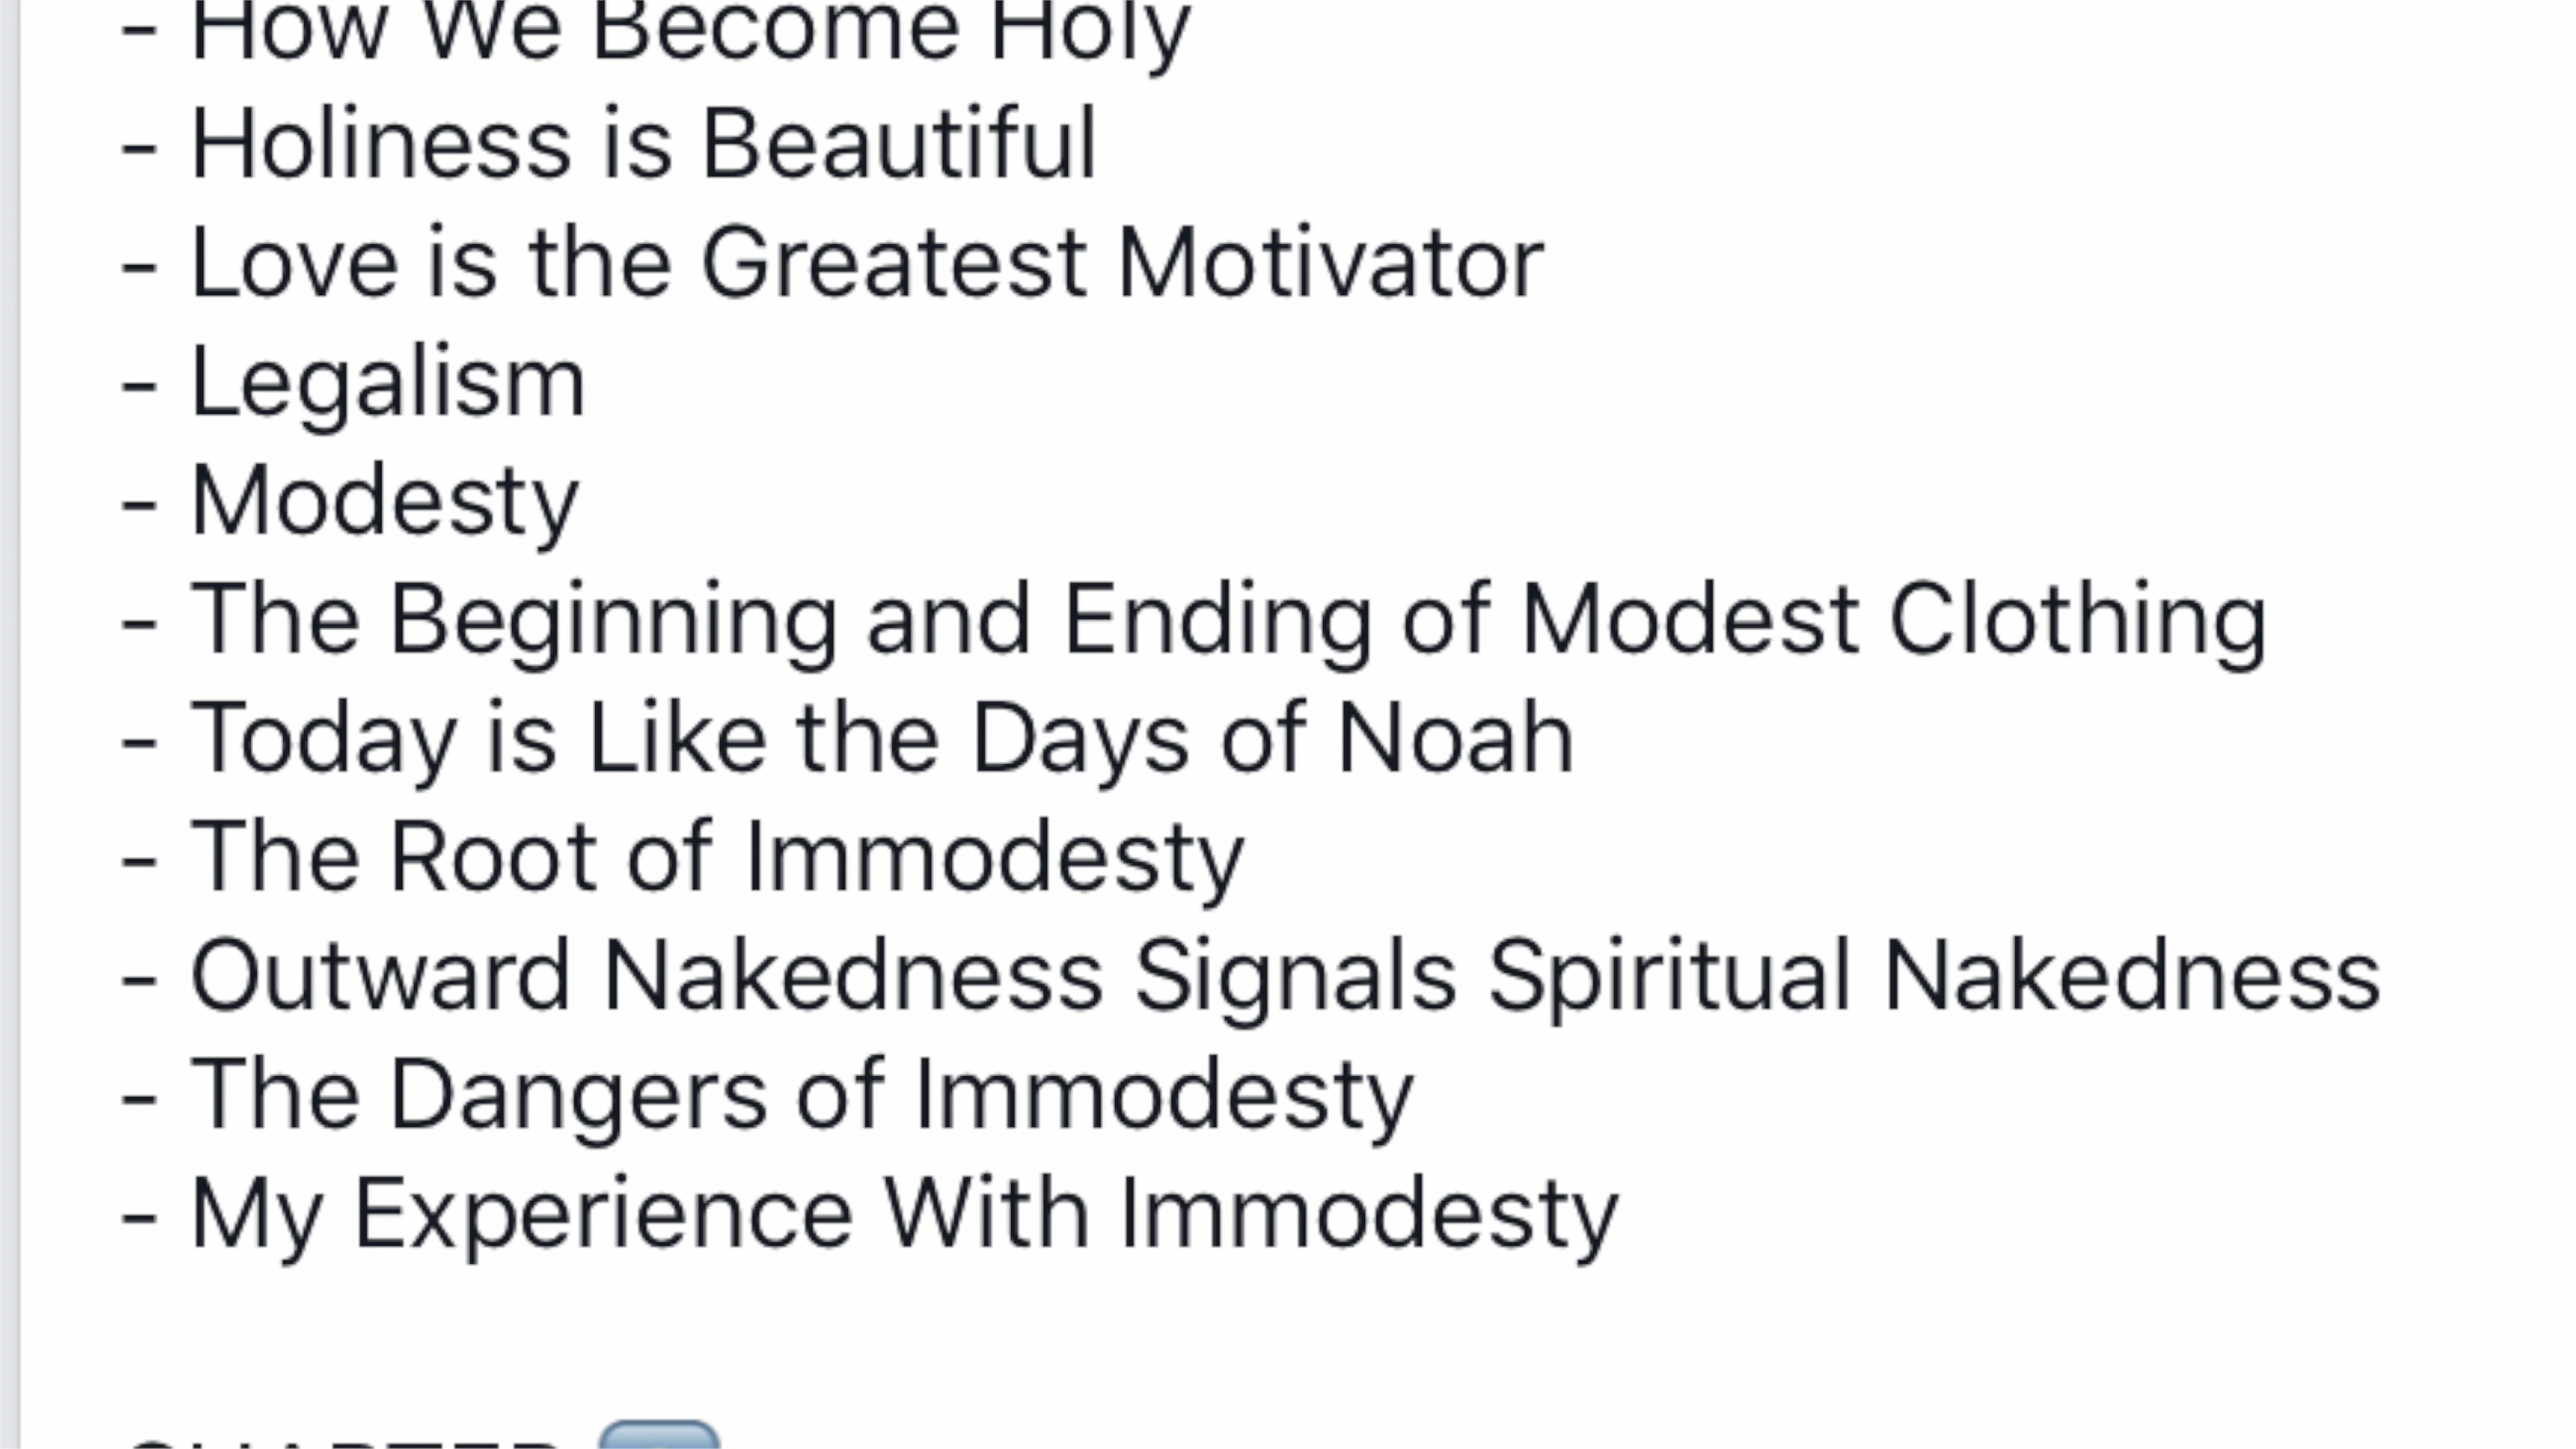 - How We Become Holy
- Holiness is Beautiful
- Love is the Greatest Motivator
- Legalism
- Modesty
- The Beginning and Ending of Modest Clothing
- Today is Like the Days of Noah
- The Root of Immodesty
- Outward Nakedness Signals Spiritual Nakedness
- The Dangers of Immodesty
- My Experience With Immodesty
CHAPTER